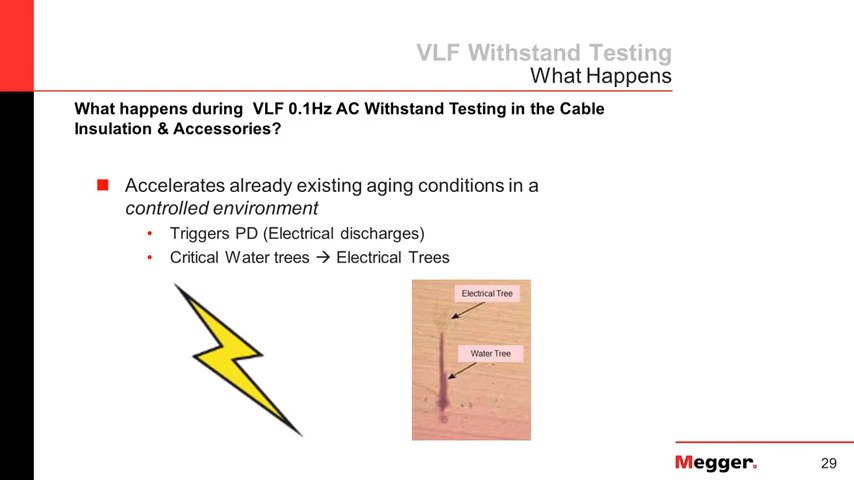 VLF Withstand Testing
What Happens
What happens during VLF 0.1Hz AC Withstand Testing in the Cable
Insulation & Accessories?
Accelerates already existing aging conditions in a
controlled environment
• Triggers PD (Electrical discharges)
• Critical Water trees → Electrical Trees
Electrical Tree
Water Tree
Megger.
29